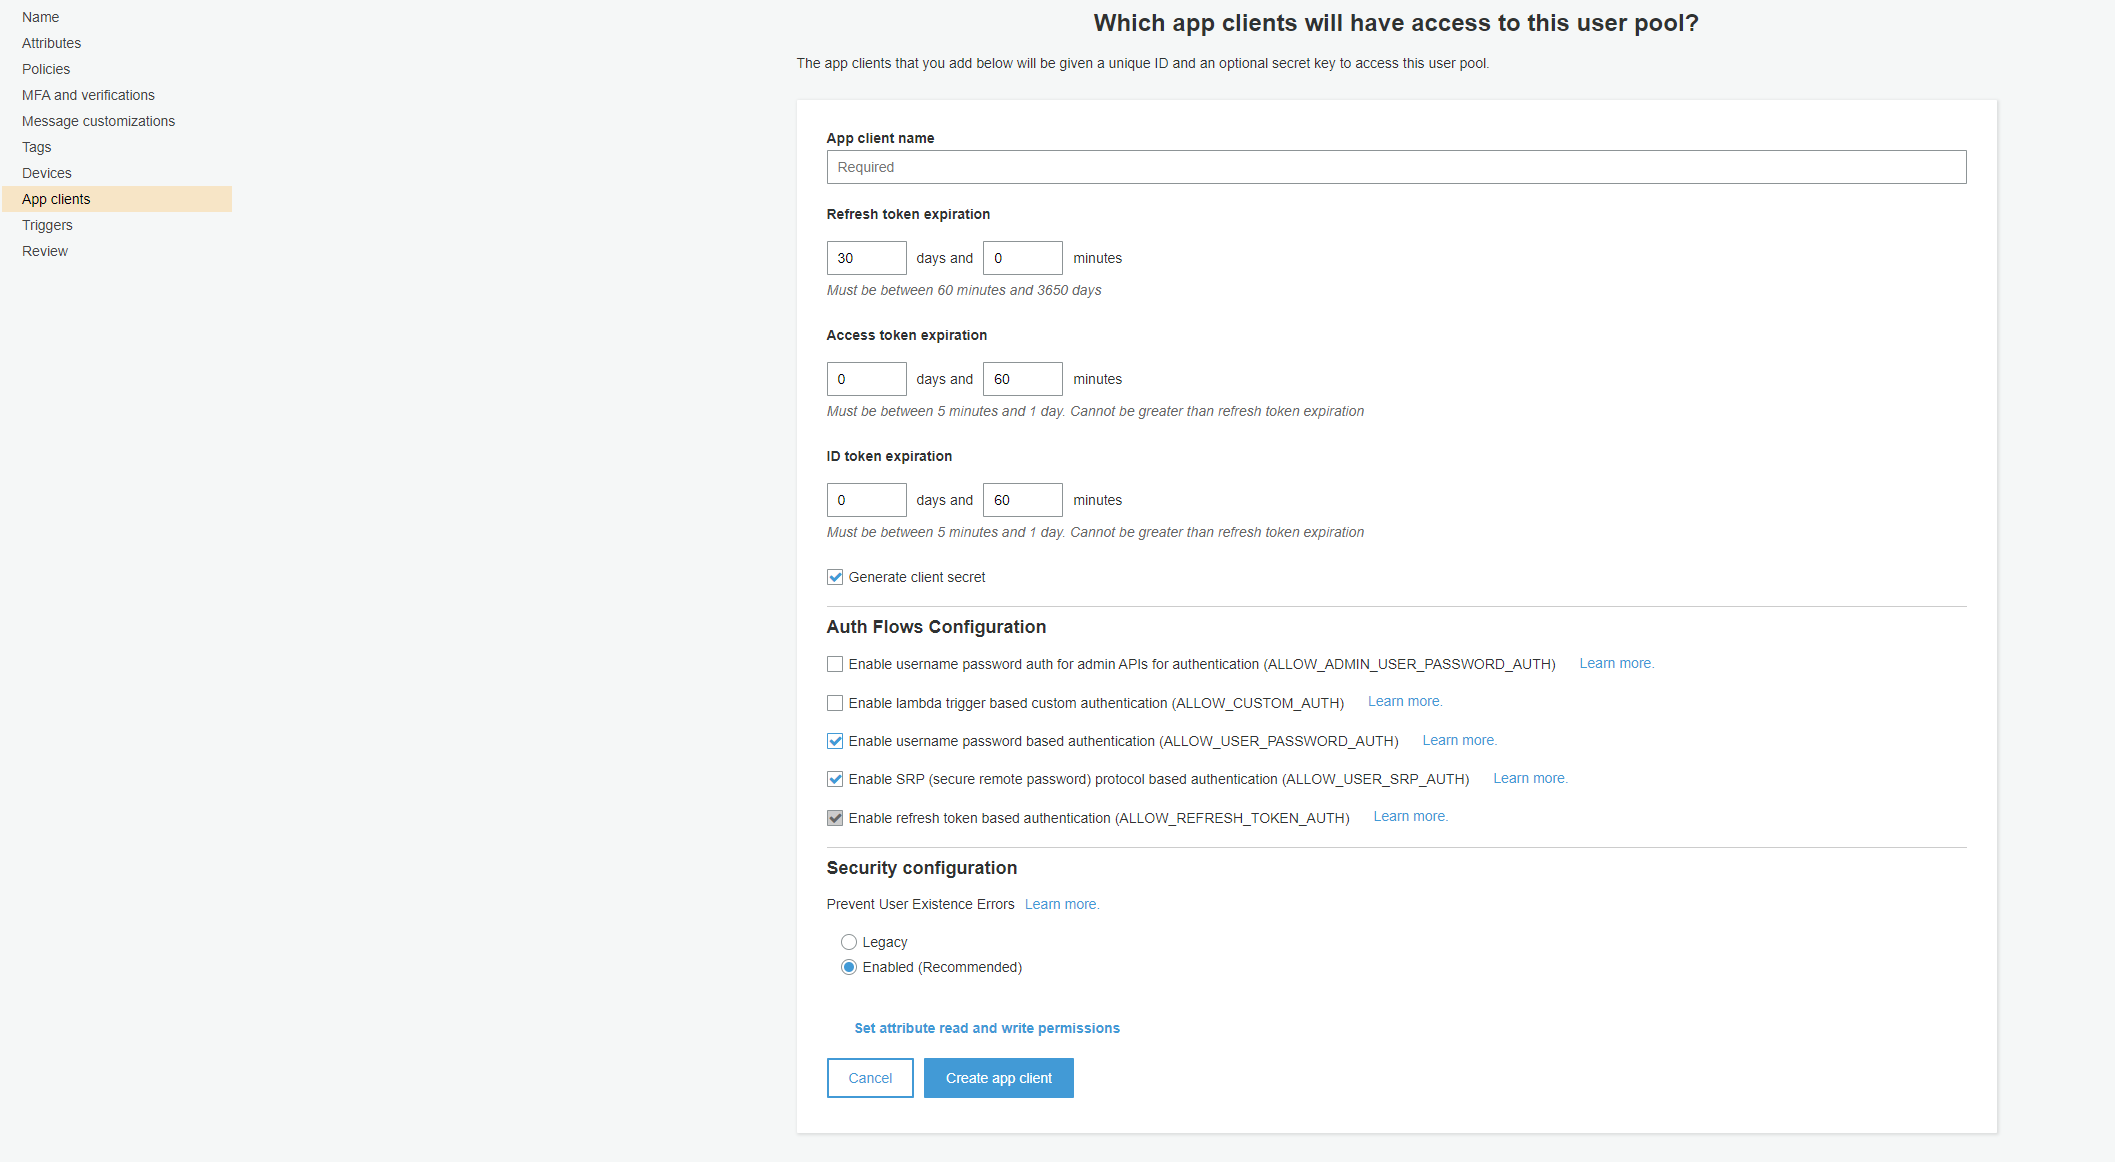 Name
Attributes
Policies
MFA and verifications
Message customizations
Tags
Devices
App clients
Triggers
Review
Which app clients will have access to this user pool?
The app clients that you add below will be given a unique ID and an optional secret key to access this user pool.
App client name
Required
Refresh token expiration
30 days and 0 minutes
Must be between 60 minutes and 3650 days
Access token expiration
0 days and 60 minutes
Must be between 5 minutes and 1 day. Cannot be greater than refresh token expiration
ID token expiration
0 days and 60 minutes
Must be between 5 minutes and 1 day. Cannot be greater than refresh token expiration
Generate client secret
Auth Flows Configuration
Enable username password auth for admin APIs for authentication (ALLOW_ADMIN_USER_PASSWORD_AUTH) Learn more.
Enable lambda trigger based custom authentication (ALLOW_CUSTOM_AUTH) Learn more.
Enable username password based authentication (ALLOW_USER_PASSWORD_AUTH) Learn more.
Enable SRP (secure remote password) protocol based authentication (ALLOW_USER_SRP_AUTH) Learn more.
Enable refresh token based authentication (ALLOW_REFRESH_TOKEN_AUTH) Learn more.
Security configuration
Prevent User Existence Errors Learn more.
Legacy
Enabled (Recommended)
Set attribute read and write permissions
Cancel Create app client